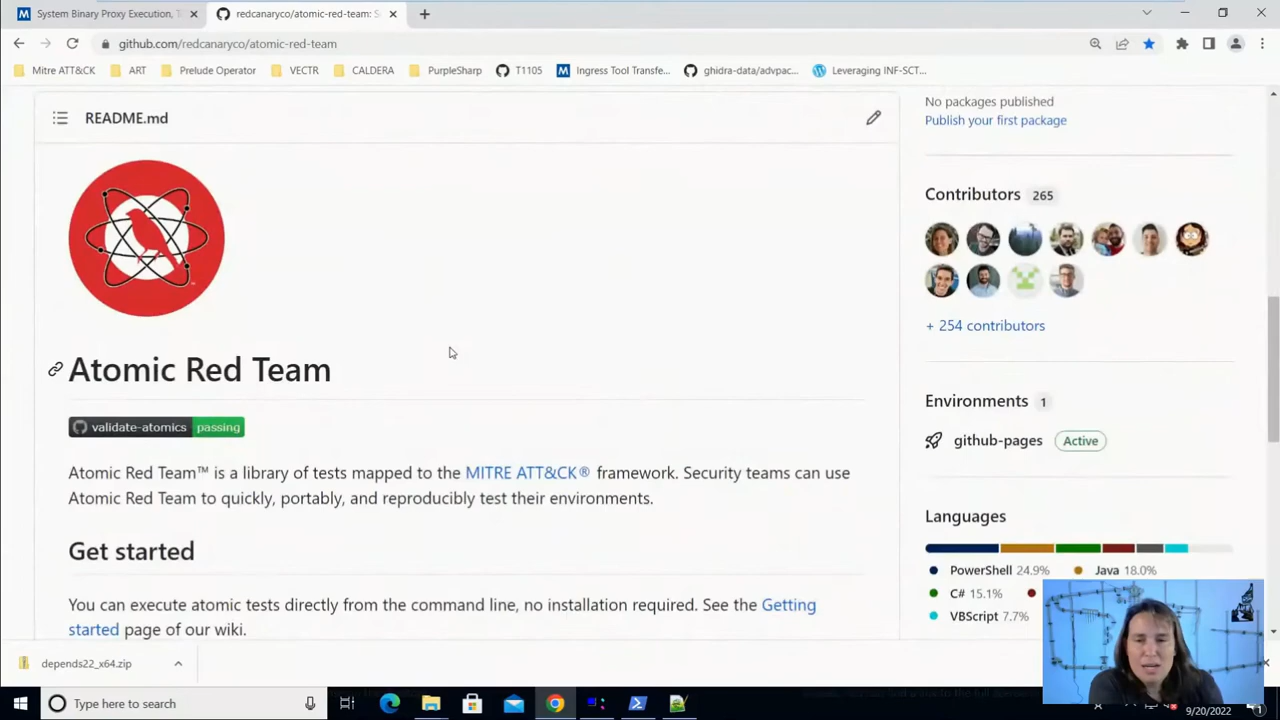 System Binary Proxy Execution, T
redcanaryco/atomic-red-team: S
github.com/redcanaryco/atomic-red-team
Mitre ATT&CK
ART
Prelude Operator
VECTR
CALDERA
PurpleSharp
T1105
Ingress Tool Transfe...
ghidra-data/advpac...
Leveraging INF-SCT...
README.md
Atomic Red Team
validate-atomics passing
Atomic Red Team™ is a library of tests mapped to the MITRE ATT&CK® framework. Security teams can use
Atomic Red Team to quickly, portably, and reproducibly test their environments.
Get started
You can execute atomic tests directly from the command line, no installation required. See the Getting
started page of our wiki.
No packages published
Publish your first package
Contributors 265
+ 254 contributors
Environments 1
github-pages Active
Languages
PowerShell 24.9% Java 18.0%
C# 15.1%
VBScript 7.7%
depends22_x64.zip
Type here to search
9/20/2022